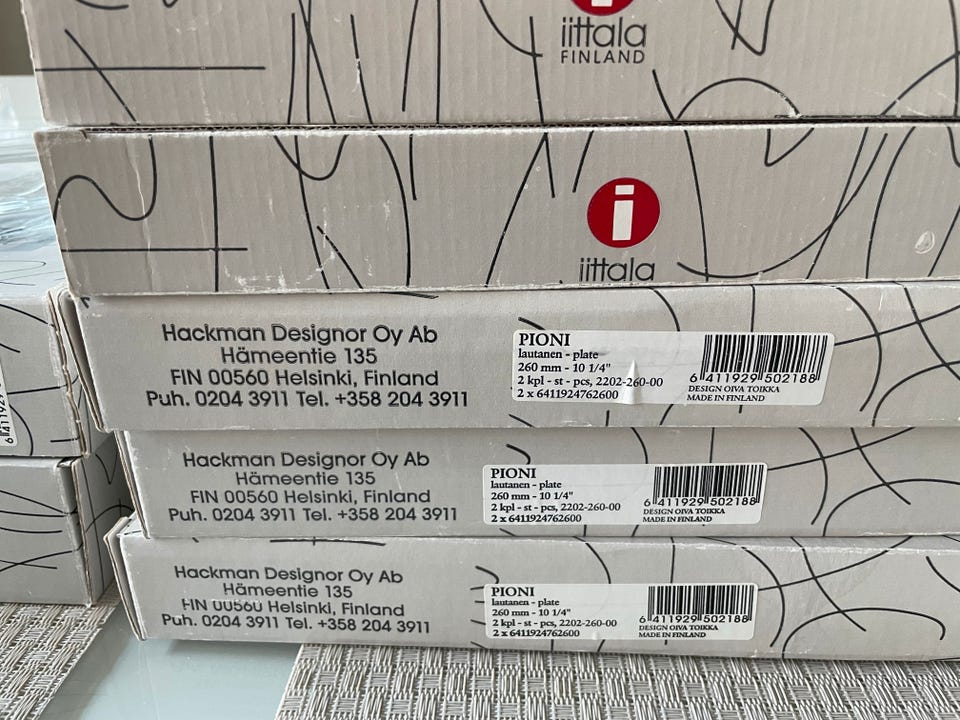 iittala
FINLAND
i
iittala
Hackman Designor Oy Ab
Hämeentie 135
FIN 00560 Helsinki, Finland
Puh. 0204 3911 Tel. +358 204 3911
PIONI
lautanen - plate
260 mm - 10 1/4"
2 kpl - st - pcs, 2202-260-00
2 x 6411924762600
6 411929 502188
DESIGN OIVA TOIKKA
MADE IN FINLAND
Hackman Designor Oy Ab
Hämeentie 135
FIN 00560 Helsinki, Finland
Puh. 0204 3911 Tel. +358 204 3911
PIONI
lautanen - plate
260 mm - 10 1/4"
2 kpl - st - pcs, 2202-260-00
2 x 6411924762600
6 411929 502188
DESIGN OIVA TOIKKA
MADE IN FINLAND
Hackman Designor Oy Ab
Hämeentie 135
FIN 00560 Helsinki, Finland
Puh. 0204 3911 Tel. +358 204 3911
PIONI
lautanen - plate
260 mm - 10 1/4"
2 kpl - st - pcs, 2202-260-00
2 x 6411924762600
6 411929 502188
DESIGN OIVA TOIKKA
MADE IN FINLAND
6 411929